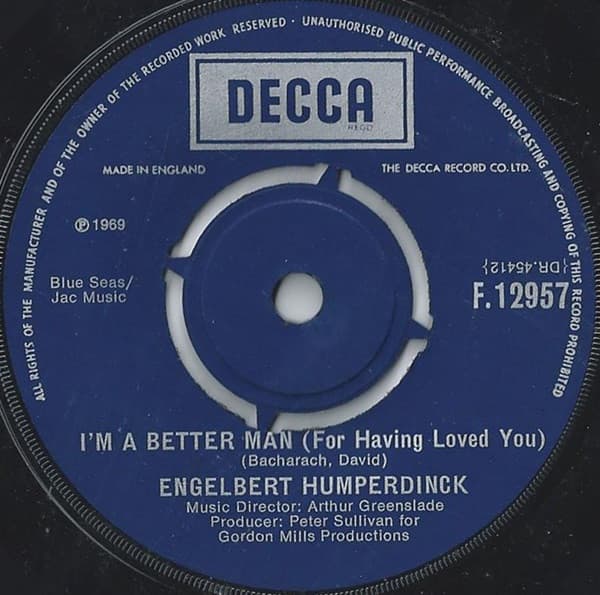 ALL RIGHTS OF THE MANUFACTURER AND OF THE OWNER OF THE RECORDED WORK RESERVED · UNAUTHORISED PUBLIC PERFORMANCE BROADCASTING AND COPYING OF THIS RECORD PROHIBITED
DECCA
REGD
MADE IN ENGLAND
THE DECCA RECORD CO. LTD.
℗ 1969
{DR.45412}
Blue Seas/
Jac Music
F.12957
I'M A BETTER MAN (For Having Loved You)
(Bacharach, David)
ENGELBERT HUMPERDINCK
Music Director: Arthur Greenslade
Producer: Peter Sullivan for
Gordon Mills Productions